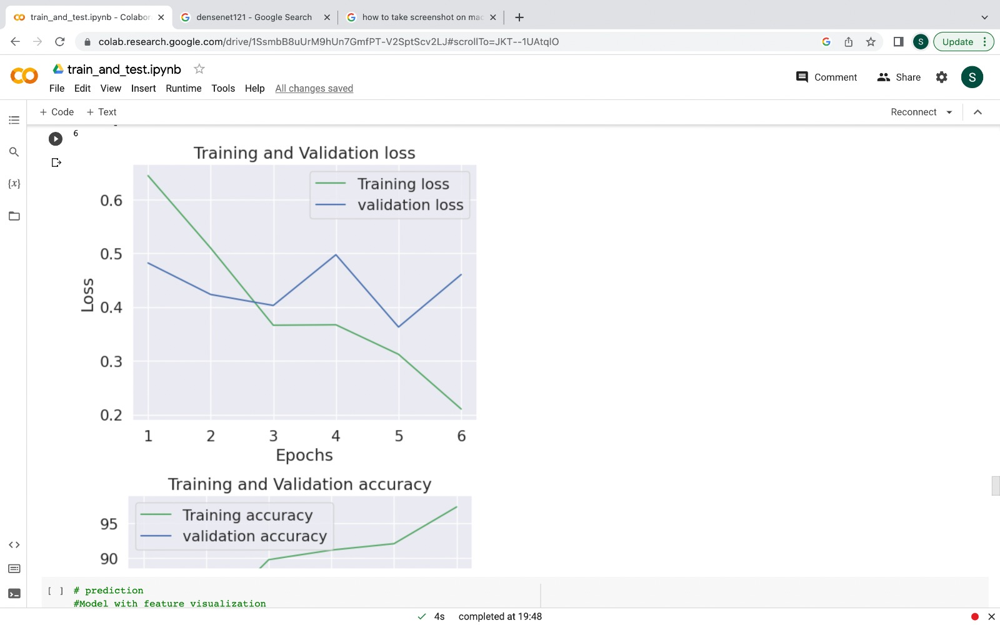 train_and_test.ipynb - Colabor
densenet121 - Google Search
how to take screenshot on mac
colab.research.google.com/drive/1SsmbB8uUrM9hUn7GmfPT-V2SptScv2LJ#scrollTo=JKT--1UAtqlO
S
Update
train_and_test.ipynb
File Edit View Insert Runtime Tools Help All changes saved
Comment
Share
S
+ Code + Text
Reconnect
6
{x}
Training and Validation loss
Training loss
validation loss
0.6
0.5
0.4
0.3
0.2
Loss
1 2 3 4 5 6
Epochs
Training and Validation accuracy
Training accuracy
validation accuracy
95
90
[ ] # prediction
#Model with feature visualization
4s completed at 19:48